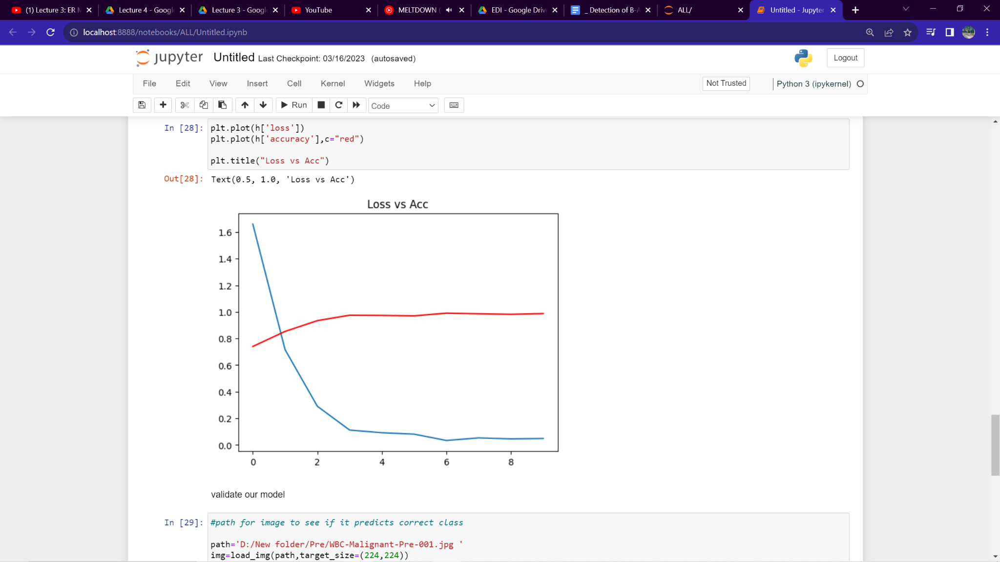 (1) Lecture 3: ER M
Lecture 4 - Googl
Lecture 3 - Googl
YouTube
MELTDOWN (
EDI - Google Driv
_ Detection of B-A
ALL/
Untitled - Jupyter
localhost:8888/notebooks/ALL/Untitled.ipynb
jupyter Untitled Last Checkpoint: 03/16/2023 (autosaved)
Logout
File Edit View Insert Cell Kernel Widgets Help
Not Trusted
Python 3 (ipykernel)
Run
Code
In [28]: plt.plot(h['loss'])
plt.plot(h['accuracy'],c="red")
plt.title("Loss vs Acc")
Out[28]: Text(0.5, 1.0, 'Loss vs Acc')
Loss vs Acc
1.6
1.4
1.2
1.0
0.8
0.6
0.4
0.2
0.0
0 2 4 6 8
validate our model
In [29]: #path for image to see if it predicts correct class
path='D:/New folder/Pre/WBC-Malignant-Pre-001.jpg '
img=load_img(path,target_size=(224,224))